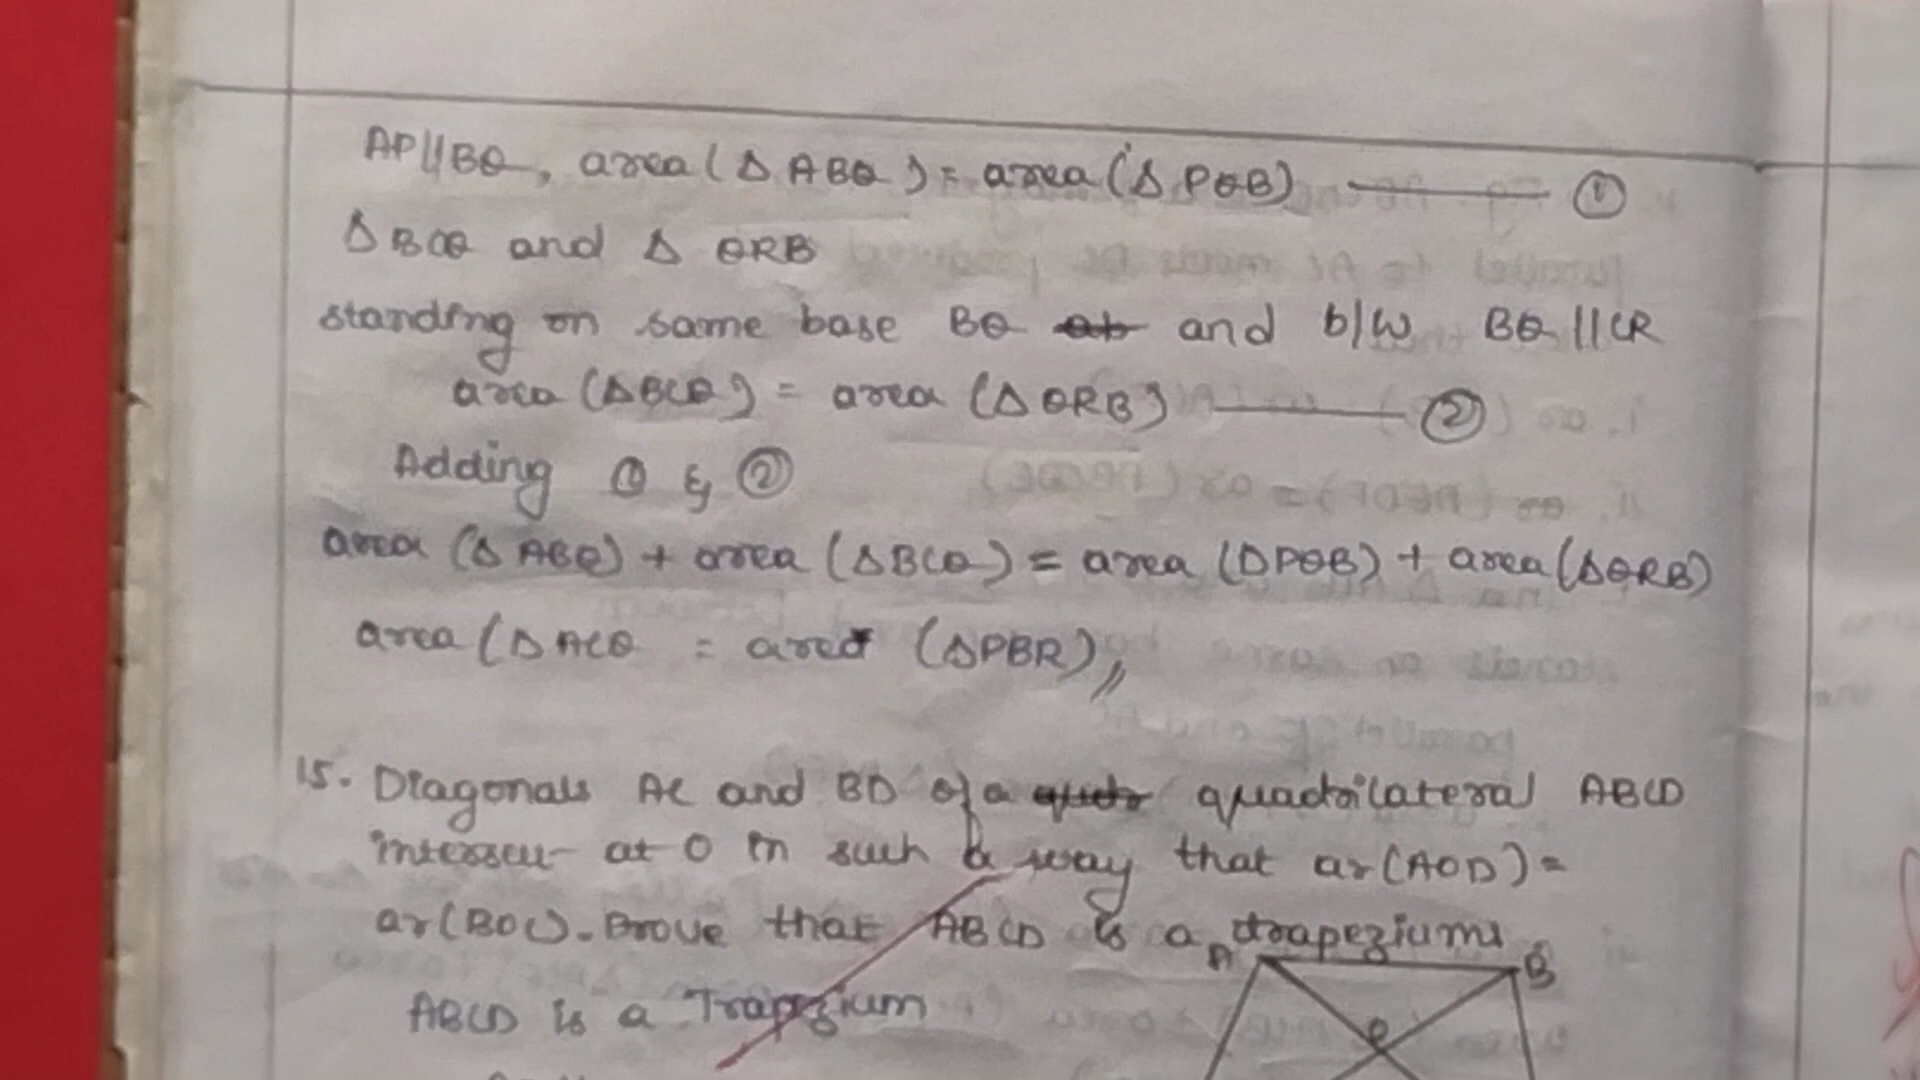 AP||BQ, area (Δ ABQ) = area (Δ PQB) —— ①
Δ BCQ and Δ QRB
standing on same base BQ and b/w BQ || CR
area (ΔBCQ) = area (Δ QRB) —— ②
Adding ① & ②
area (Δ ABQ) + area (ΔBCQ) = area (ΔPQB) + area (ΔQRB)
area (Δ ACQ = area (ΔPBR),,
15. Diagonals AC and BD of a quadrilateral ABCD
at O in such a way that ar(AOD) =
ar(BOC). Prove that ABCD is a trapeziums
A B
ABCD is a Trapezium
O